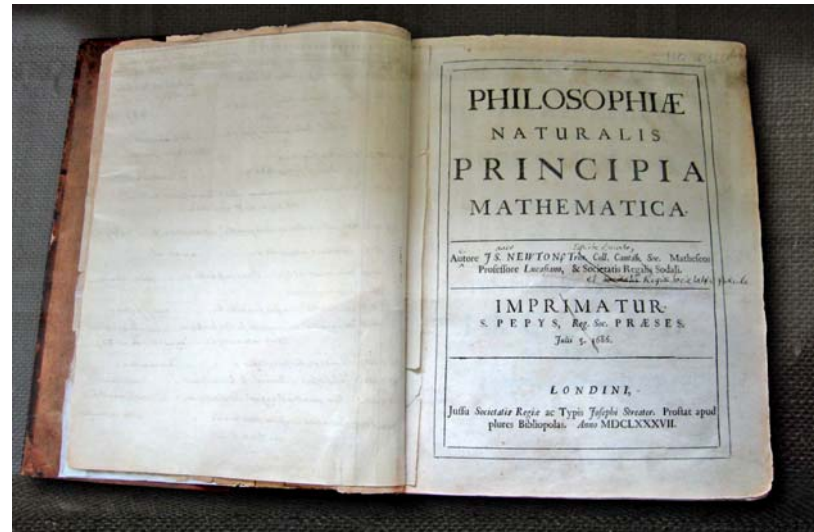 PHILOSOPHIÆ
NATURALIS
PRINCIPIA
MATHEMATICA.
Autore JS. NEWTON, Trin. Coll. Cantab. Soc. Matheseos
Professore Lucasiano, & Societatis Regalis Sodali.
IMPRIMATUR.
S. PEPYS, Reg. Soc. PRÆSES.
Julii 5. 1686.
LONDINI,
Jussu Societatis Regiæ ac Typis Josephi Streater. Prostat apud
plures Bibliopolas. Anno MDCLXXXVII.